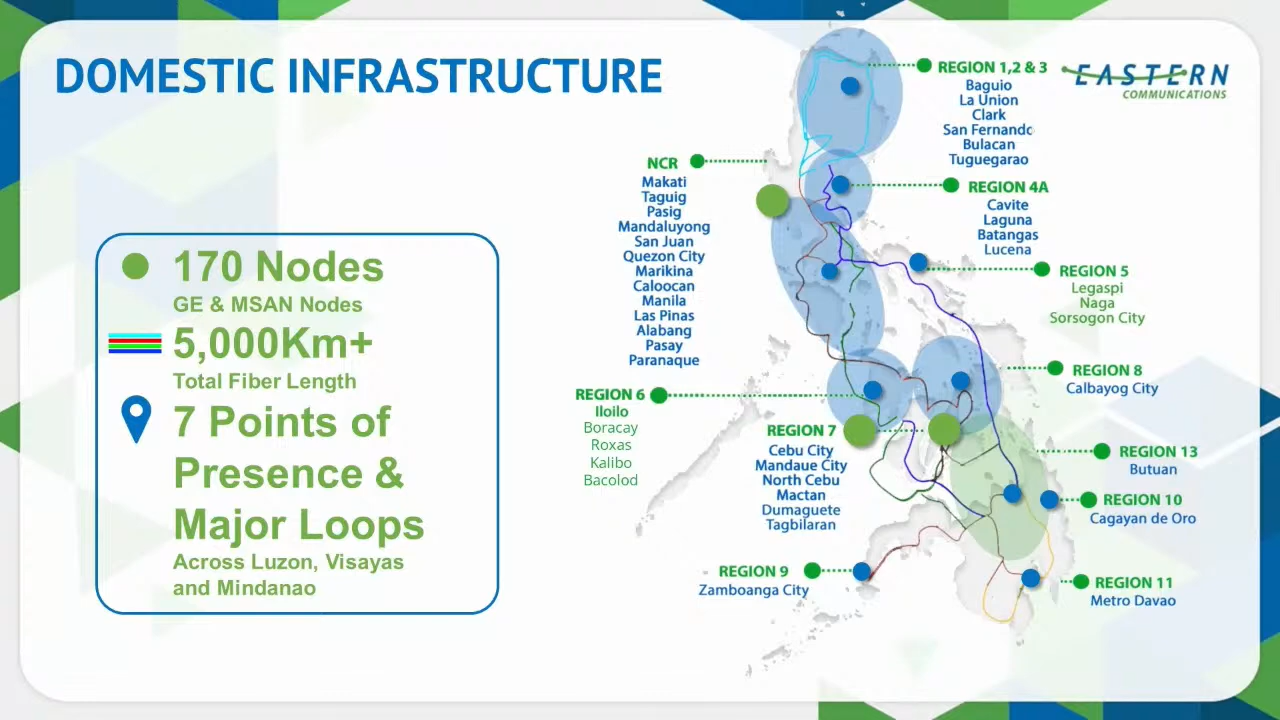 DOMESTIC INFRASTRUCTURE
EASTERN
COMMUNICATIONS
170 Nodes
GE & MSAN Nodes
5,000Km+
Total Fiber Length
7 Points of
Presence &
Major Loops
Across Luzon, Visayas
and Mindanao
REGION 1,2 & 3
Baguio
La Union
Clark
San Fernando
Bulacan
Tuguegarao
NCR
Makati
Taguig
Pasig
Mandaluyong
San Juan
Quezon City
Marikina
Caloocan
Manila
Las Pinas
Alabang
Pasay
Paranaque
REGION 4A
Cavite
Laguna
Batangas
Lucena
REGION 5
Legaspi
Naga
Sorsogon City
REGION 8
Calbayog City
REGION 6
Iloilo
Boracay
Roxas
Kalibo
Bacolod
REGION 7
Cebu City
Mandaue City
North Cebu
Mactan
Dumaguete
Tagbilaran
REGION 13
Butuan
REGION 10
Cagayan de Oro
REGION 9
Zamboanga City
REGION 11
Metro Davao